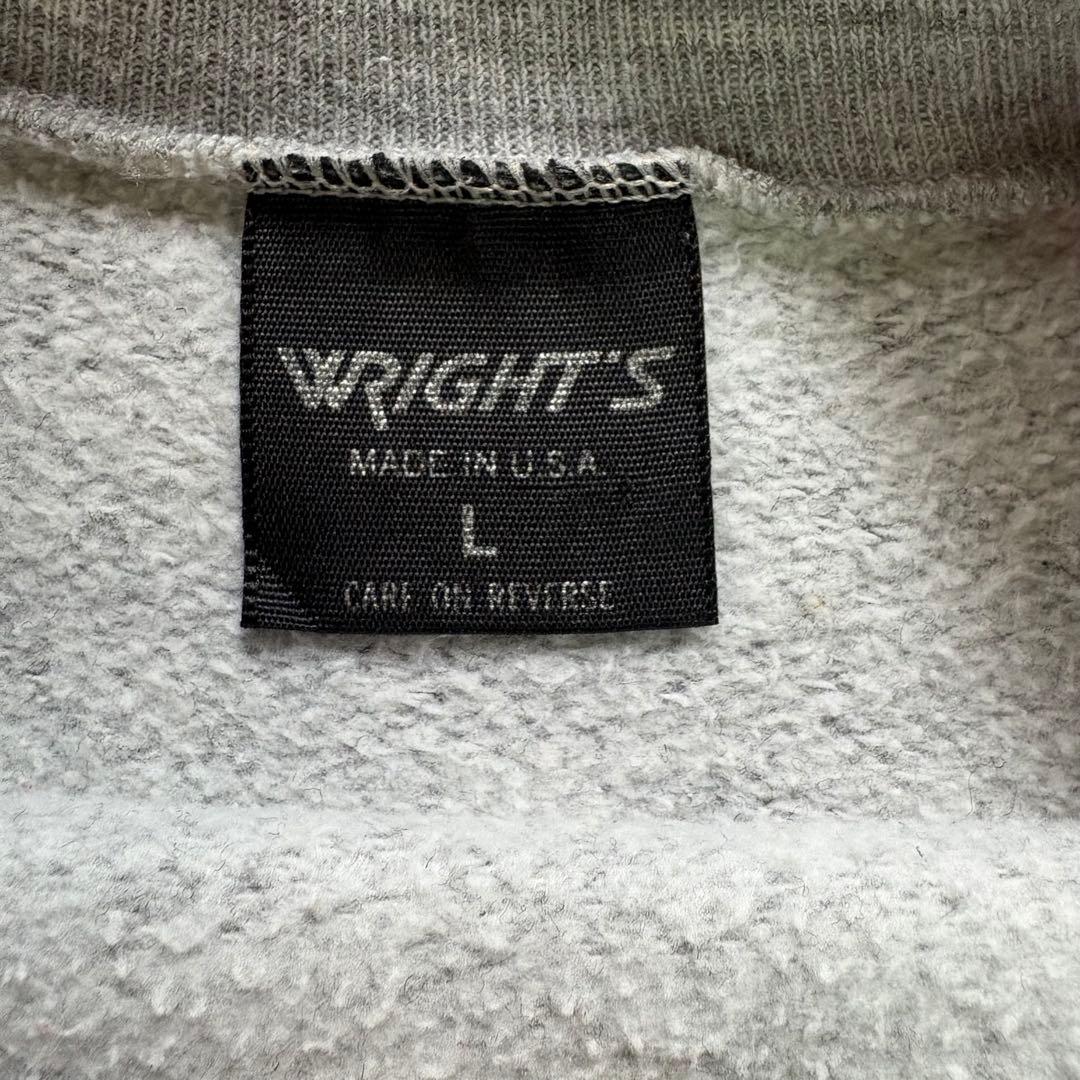 WRIGHT'S
MADE IN U.S.A.
L
CARE ON REVERSE